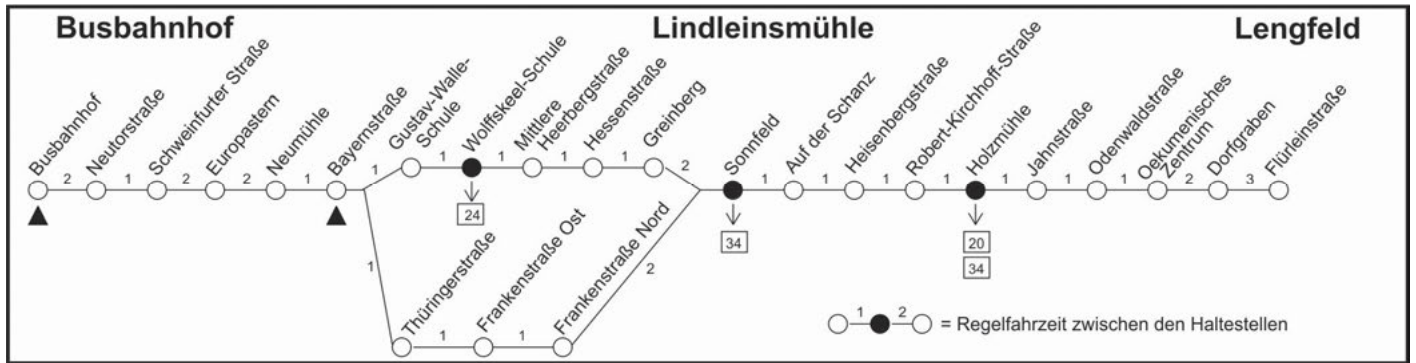 Busbahnhof
Lindleinsmühle
Lengfeld
Busbahnhof
Neutorstraße
Schweinfurter Straße
Europastern
Neumühle
Bayernstraße
Gustav-Walle-
Schule
Wolffskeel-Schule
Mittlere
Heerbergstraße
Hessenstraße
Greinberg
Sonnfeld
Auf der Schanz
Heisenbergstraße
Robert-Kirchhoff-Straße
Holzmühle
Jahnstraße
Odenwaldstraße
Oekumenisches
Zentrum
Dorfgraben
Flürleinstraße
2 1 2 2 1
1 1 1 1 1 2
1 1 1 1 1 1 1 2 3
24
34
20
34
Thüringerstraße
Frankenstraße Ost
Frankenstraße Nord
1 1 1 2
1 2 = Regelfahrzeit zwischen den Haltestellen